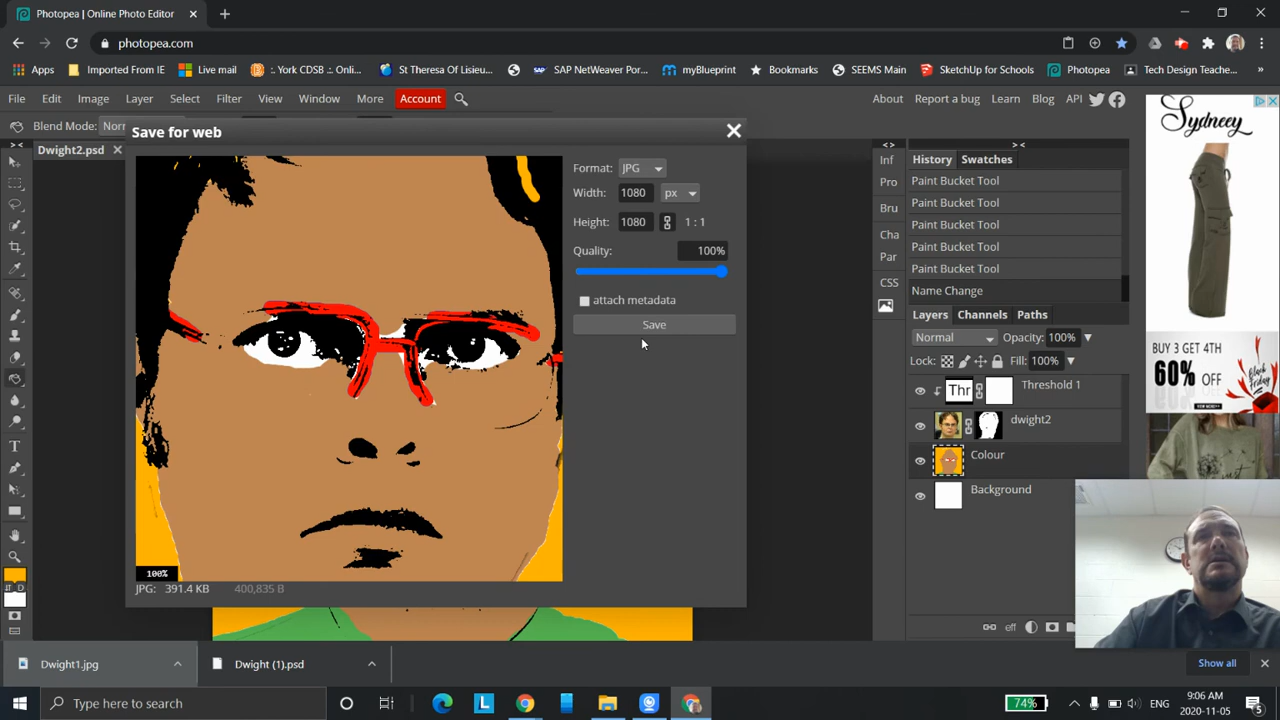 Photopea | Online Photo Editor
photopea.com
Apps
Imported From IE
Live mail
:. York CDSB :. Onli...
St Theresa Of Lisieu...
SAP NetWeaver Por...
myBlueprint
Bookmarks
SEEMS Main
SketchUp for Schools
Photopea
Tech Design Teache...
File Edit Image Layer Select Filter View Window More Account
About Report a bug Learn Blog API
Blend Mode: Norr
Save for web
Dwight2.psd
Format: JPG
Width: 1080 px
Height: 1080 1 : 1
Quality: 100%
attach metadata
Save
100%
JPG: 391.4 KB 400,835 B
<> ><
Inf
Pro
Bru
Cha
Par
CSS
History Swatches
Paint Bucket Tool
Paint Bucket Tool
Paint Bucket Tool
Paint Bucket Tool
Paint Bucket Tool
Name Change
Layers Channels Paths
Normal Opacity: 100%
Lock: Fill: 100%
Thr Threshold 1
dwight2
Colour
Background
eff
D
Sydneey
BUY 3 GET 4TH
60% OFF
Dwight1.jpg
Dwight (1).psd
Show all
Type here to search
L
74%
ENG
9:06 AM
2020-11-05
5